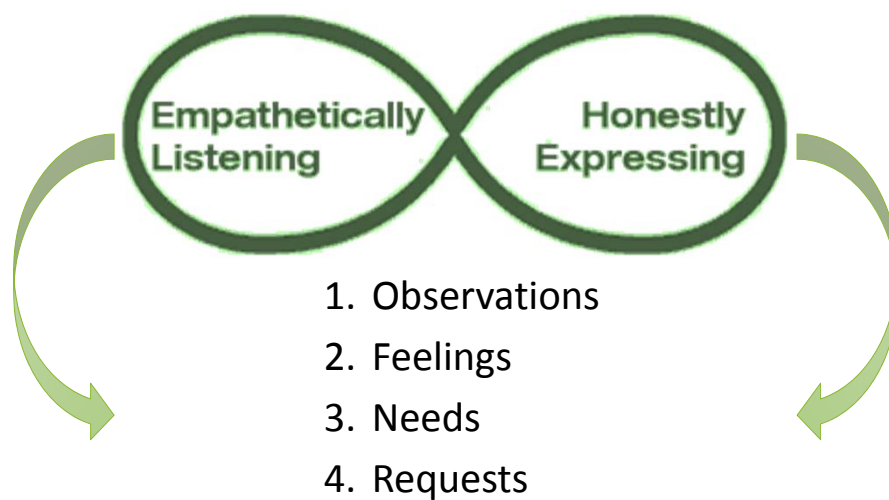 Empathetically
Listening
Honestly
Expressing
1. Observations
2. Feelings
3. Needs
4. Requests